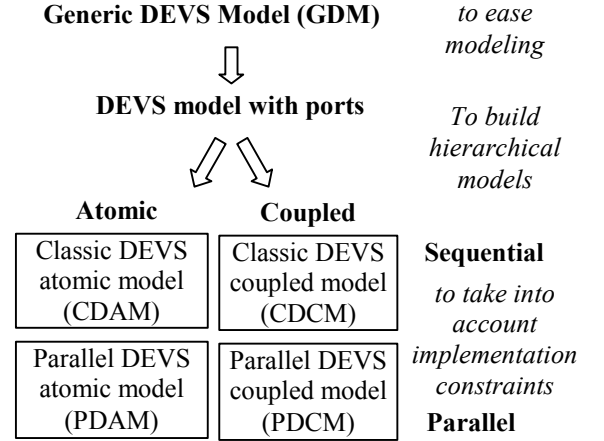 Generic DEVS Model (GDM)
to ease
modeling
DEVS model with ports
To build
hierarchical
models
Atomic
Coupled
Classic DEVS
atomic model
(CDAM)
Classic DEVS
coupled model
(CDCM)
Sequential
to take into
account
implementation
constraints
Parallel DEVS
atomic model
(PDAM)
Parallel DEVS
coupled model
(PDCM)
Parallel